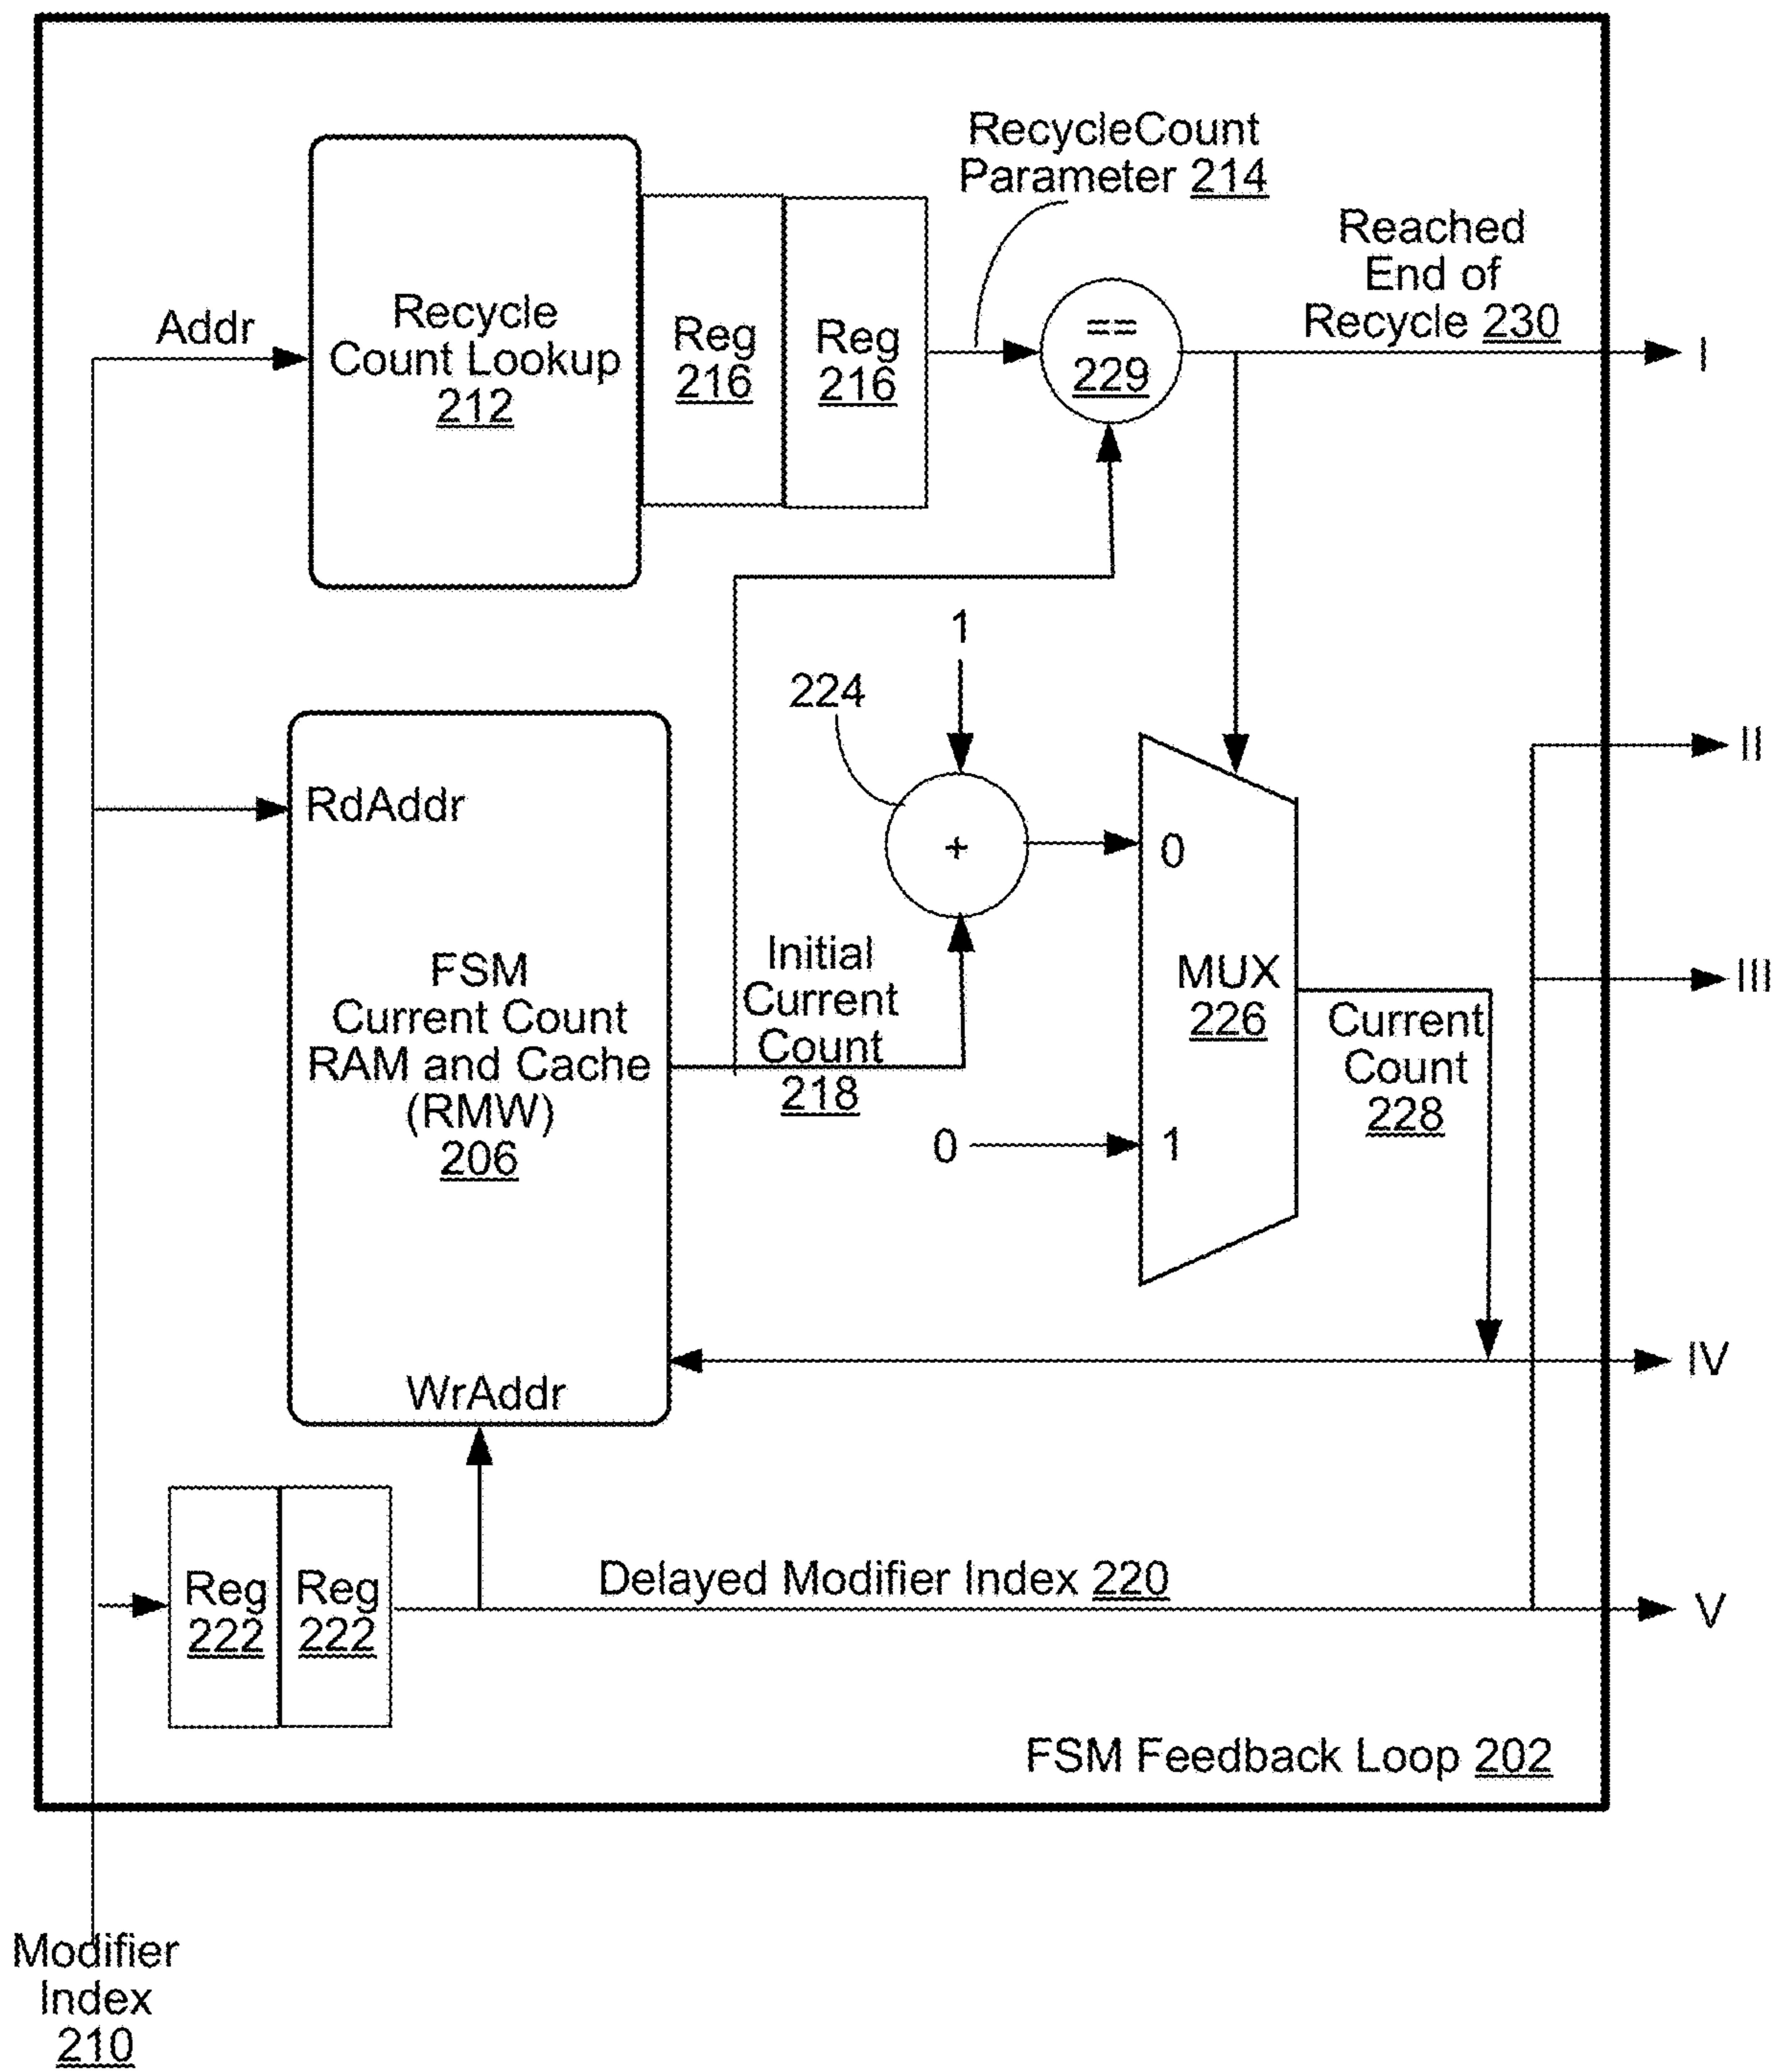 RecycleCount
Parameter 214
Reached
End of
Recycle 230
I
Addr
Recycle
Count Lookup
212
Reg
216
Reg
216
==
229
1
224
II
RdAddr
+
0
FSM
Current Count
RAM and Cache
(RMW)
206
Initial
Current
Count
218
MUX
226
III
Current
Count
228
0
1
IV
WrAddr
Reg
222
Reg
222
Delayed Modifier Index 220
V
FSM Feedback Loop 202
Modifier
Index
210